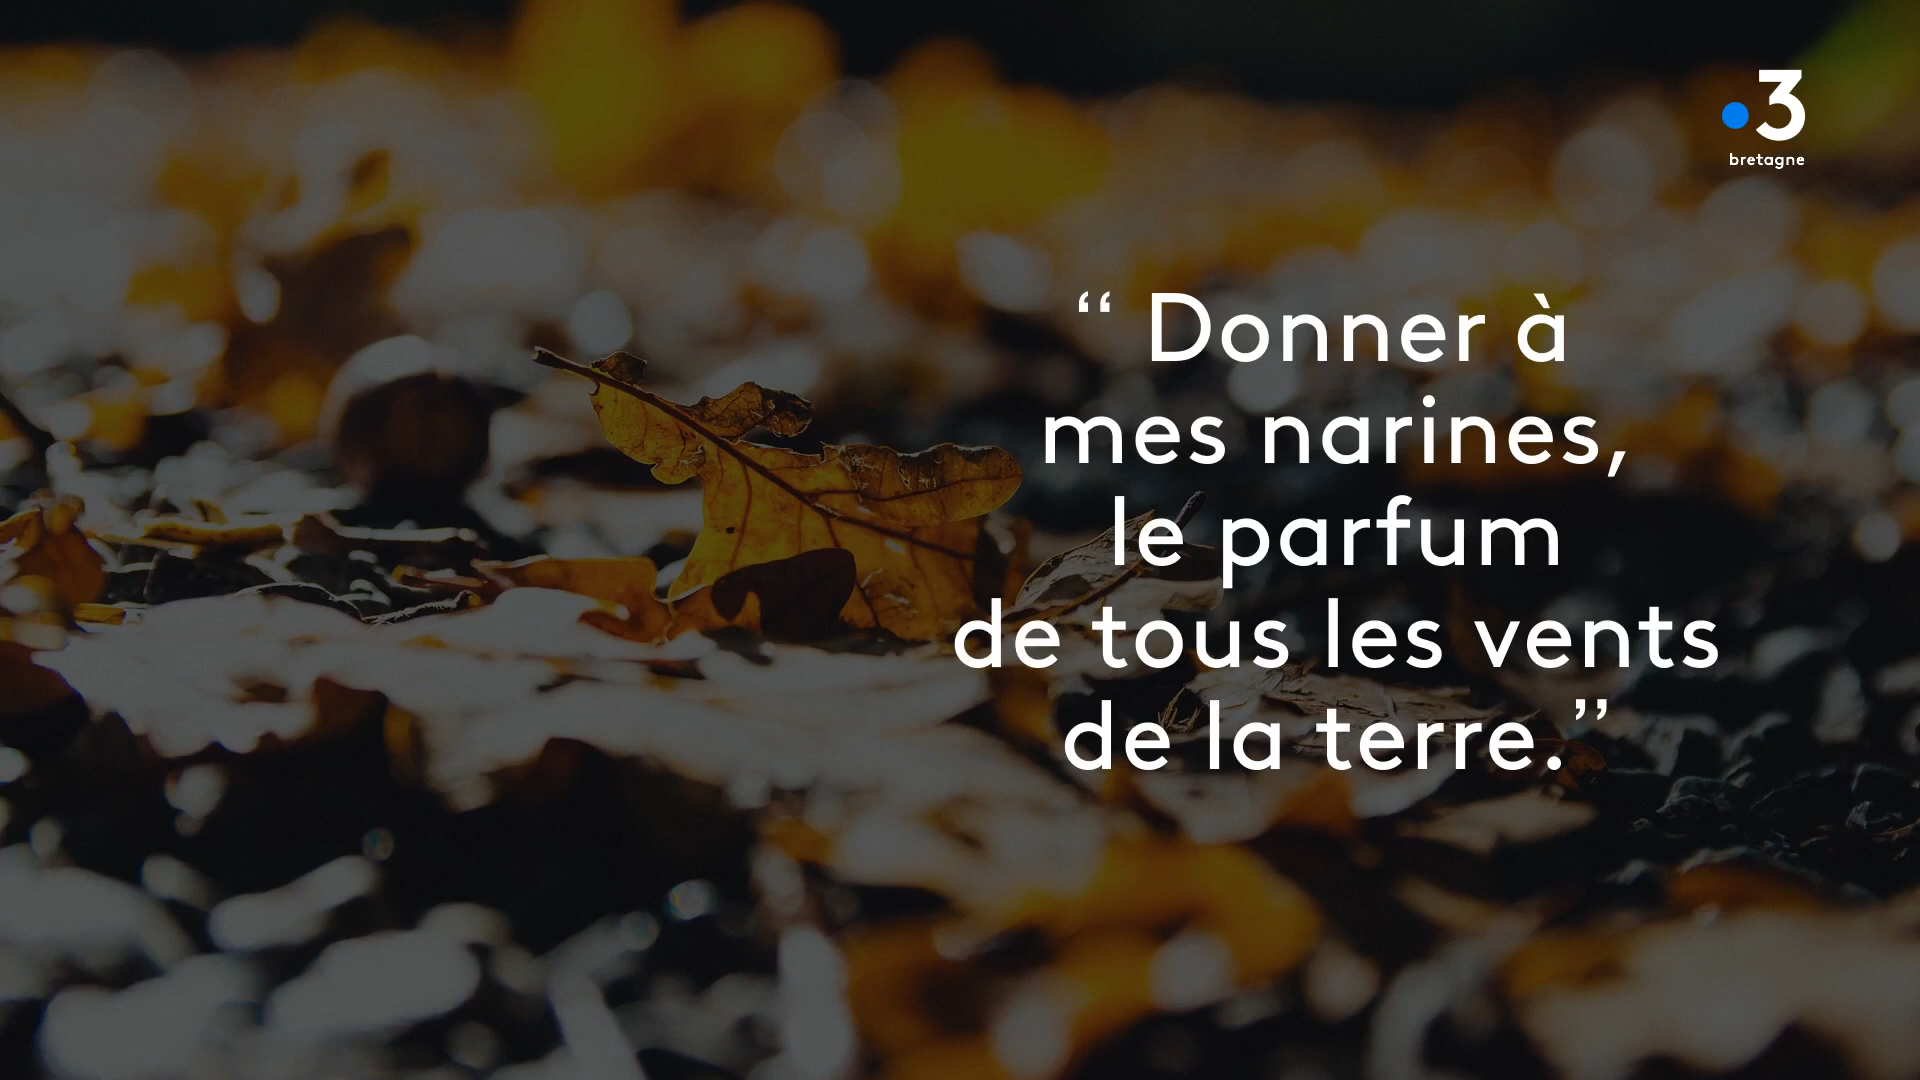 3
bretagne
“ Donner à
mes narines,
le parfum
de tous les vents
de la terre.”